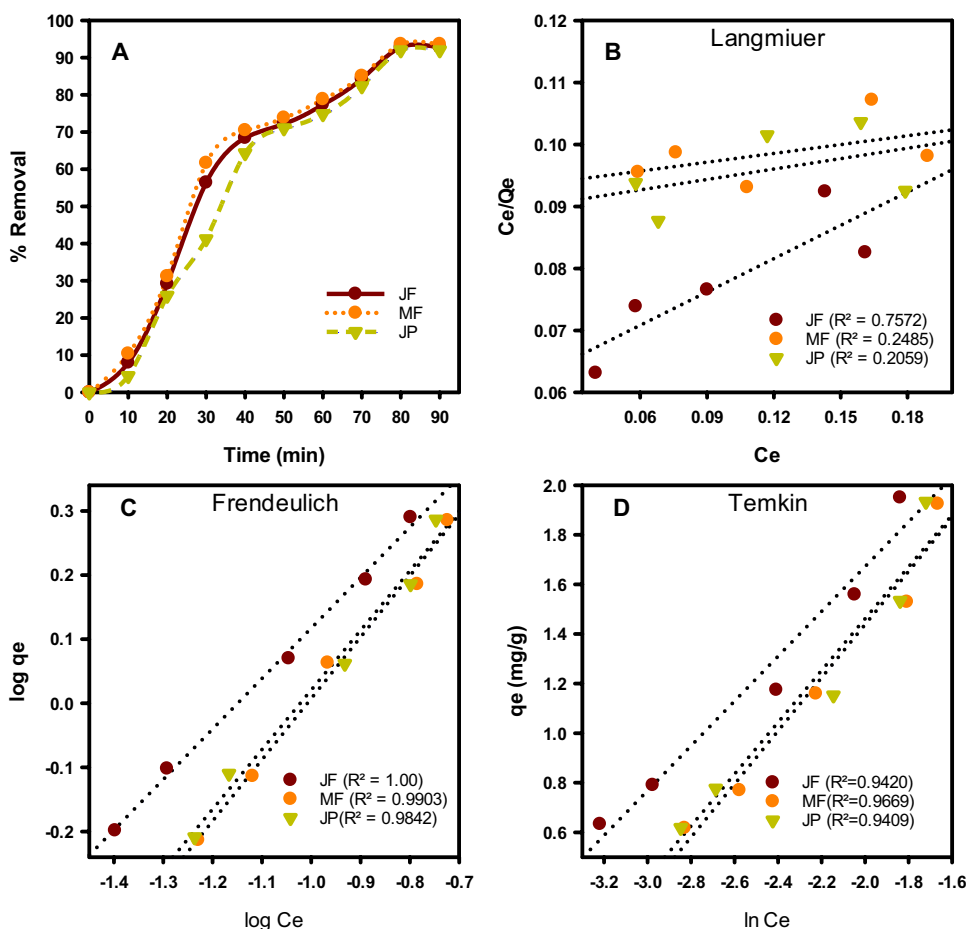 A
% Removal
100
90
80
70
60
50
40
30
20
10
0
JF
MF
JP
0 10 20 30 40 50 60 70 80 90
Time (min)
B
Langmiuer
Ce/Qe
0.12
0.11
0.10
0.09
0.08
0.07
0.06
JF (R² = 0.7572)
MF (R² = 0.2485)
JP (R² = 0.2059)
0.06 0.09 0.12 0.15 0.18
Ce
C
Frendeulich
log qe
0.3
0.2
0.1
0.0
-0.1
-0.2
JF (R² = 1.00)
MF (R² = 0.9903)
JP(R² = 0.9842)
-1.4 -1.3 -1.2 -1.1 -1.0 -0.9 -0.8 -0.7
log Ce
D
Temkin
qe (mg/g)
2.0
1.8
1.6
1.4
1.2
1.0
0.8
0.6
JF (R²=0.9420)
MF(R²=0.9669)
JP (R²=0.9409)
-3.2 -3.0 -2.8 -2.6 -2.4 -2.2 -2.0 -1.8 -1.6
ln Ce